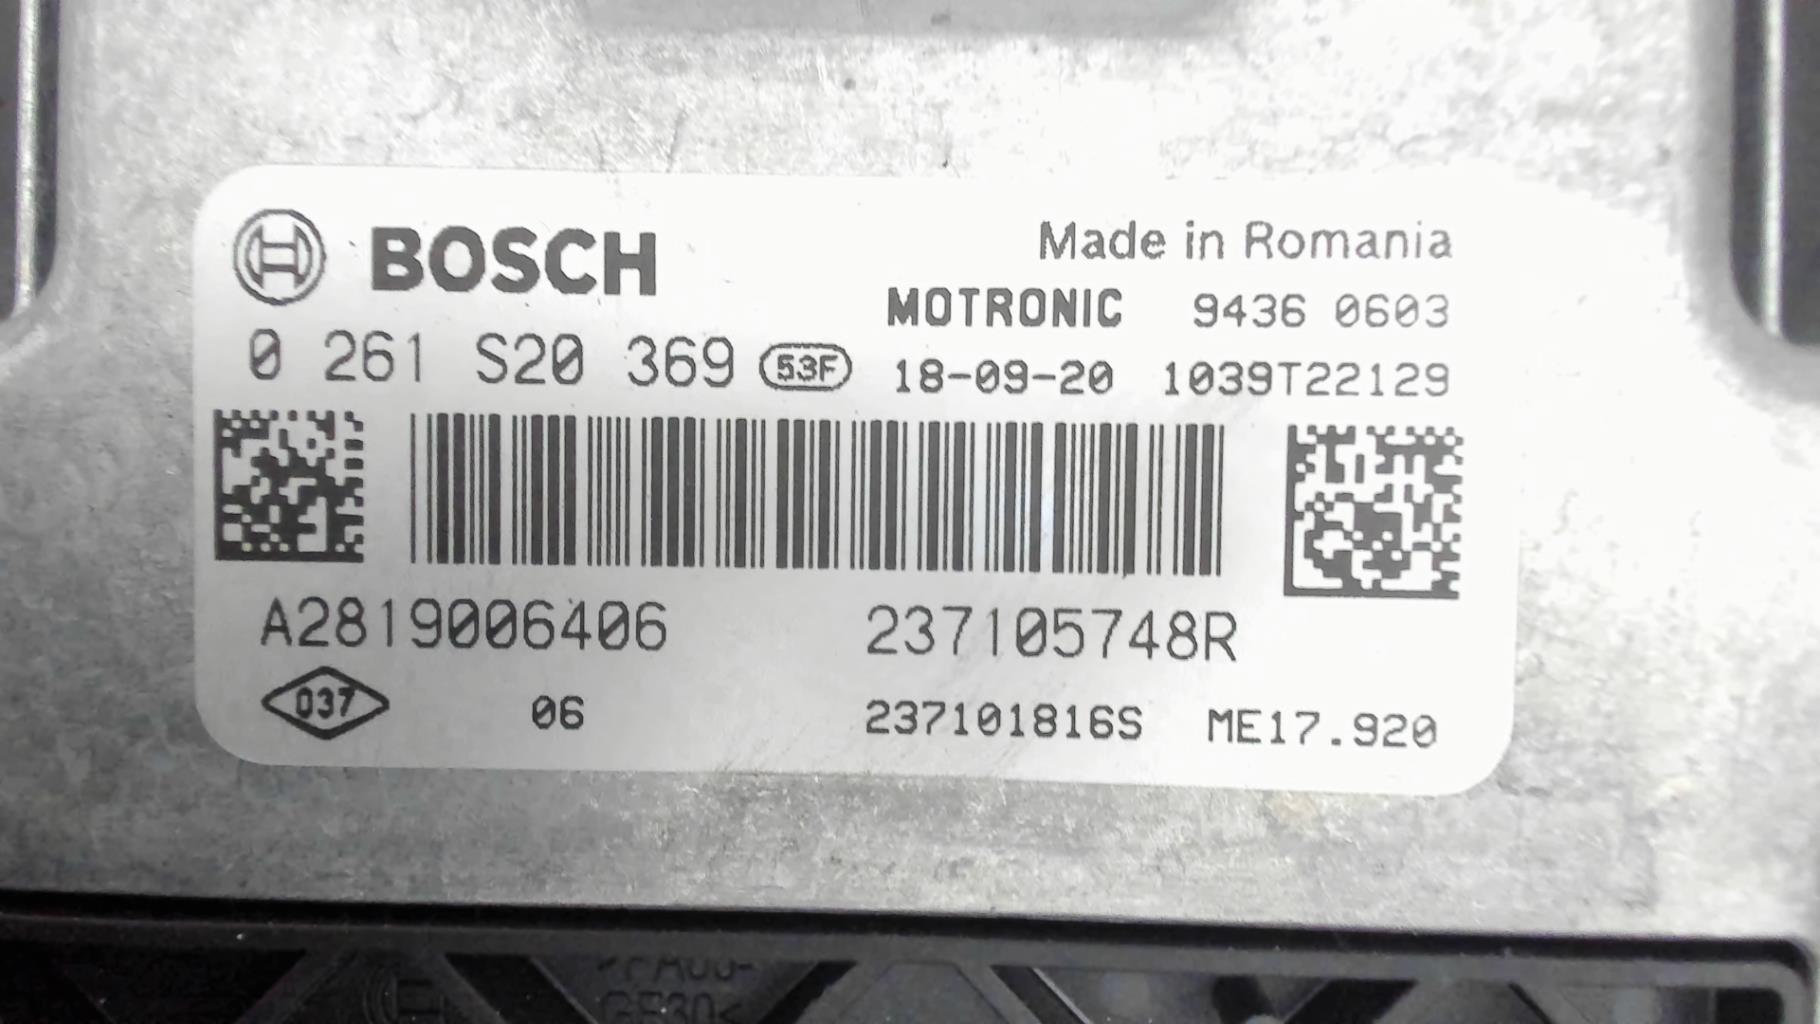 BOSCH
Made in Romania
MOTRONIC 9436 0603
0 261 S20 369 53F 18-09-20 1039T22129
A2819006406 237105748R
037 06 237101816S ME17.920